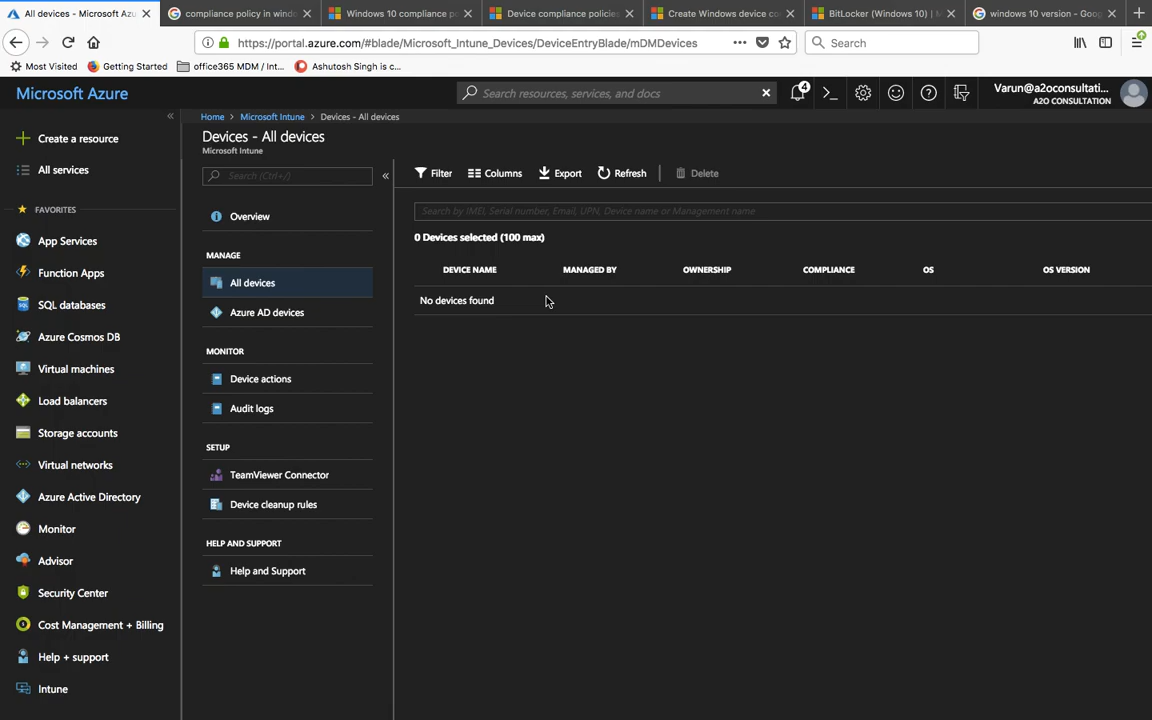 All devices - Microsoft Azu
compliance policy in wind
Windows 10 compliance po
Device compliance policies
Create Windows device co
BitLocker (Windows 10) | M
windows 10 version - Goog
https://portal.azure.com/#blade/Microsoft_Intune_Devices/DeviceEntryBlade/mDMDevices
Search
Most Visited
Getting Started
office365 MDM / Int...
Ashutosh Singh is c...
Microsoft Azure
Search resources, services, and docs
4
Varun@a2oconsultati...
A2O CONSULTATION
Create a resource
All services
FAVORITES
App Services
Function Apps
SQL databases
Azure Cosmos DB
Virtual machines
Load balancers
Storage accounts
Virtual networks
Azure Active Directory
Monitor
Advisor
Security Center
Cost Management + Billing
Help + support
Intune
Home > Microsoft Intune > Devices - All devices
Devices - All devices
Microsoft Intune
Search (Ctrl+/)
Overview
MANAGE
All devices
Azure AD devices
MONITOR
Device actions
Audit logs
SETUP
TeamViewer Connector
Device cleanup rules
HELP AND SUPPORT
Help and Support
Filter Columns Export Refresh Delete
Search by IMEI, Serial number, Email, UPN, Device name or Management name
0 Devices selected (100 max)
DEVICE NAME MANAGED BY OWNERSHIP COMPLIANCE OS OS VERSION
No devices found